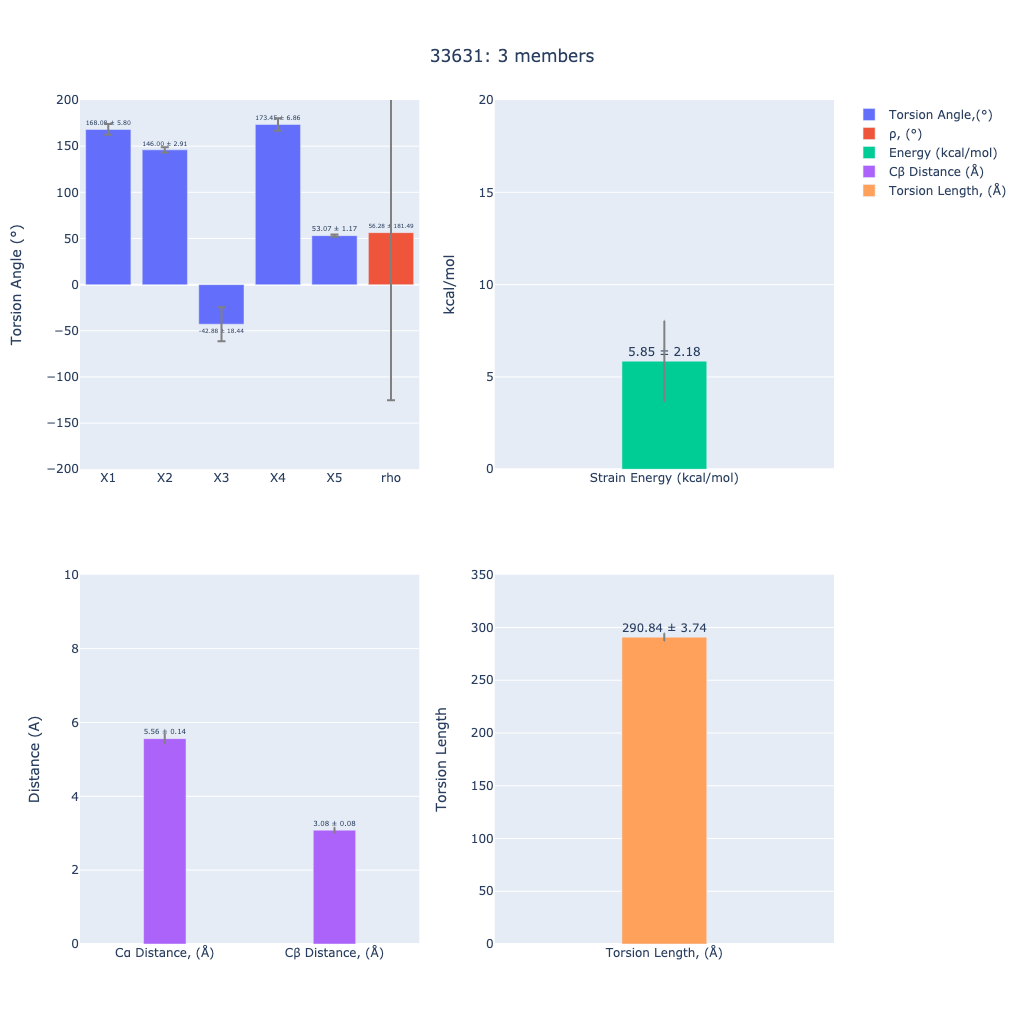 33631: 3 members
Torsion Angle (°)
200
150
100
50
0
−50
−100
−150
−200
168.08 ± 5.80
146.00 ± 2.91
-42.88 ± 18.44
173.45 ± 6.86
53.07 ± 1.17
56.28 ± 181.49
X1
X2
X3
X4
X5
rho
kcal/mol
20
15
10
5
0
5.85 ± 2.18
Strain Energy (kcal/mol)
Torsion Angle,(°)
ρ, (°)
Energy (kcal/mol)
Cβ Distance (Å)
Torsion Length, (Å)
Distance (A)
10
8
6
4
2
0
5.56 ± 0.14
3.08 ± 0.08
Cα Distance, (Å)
Cβ Distance, (Å)
Torsion Length
350
300
250
200
150
100
50
0
290.84 ± 3.74
Torsion Length, (Å)